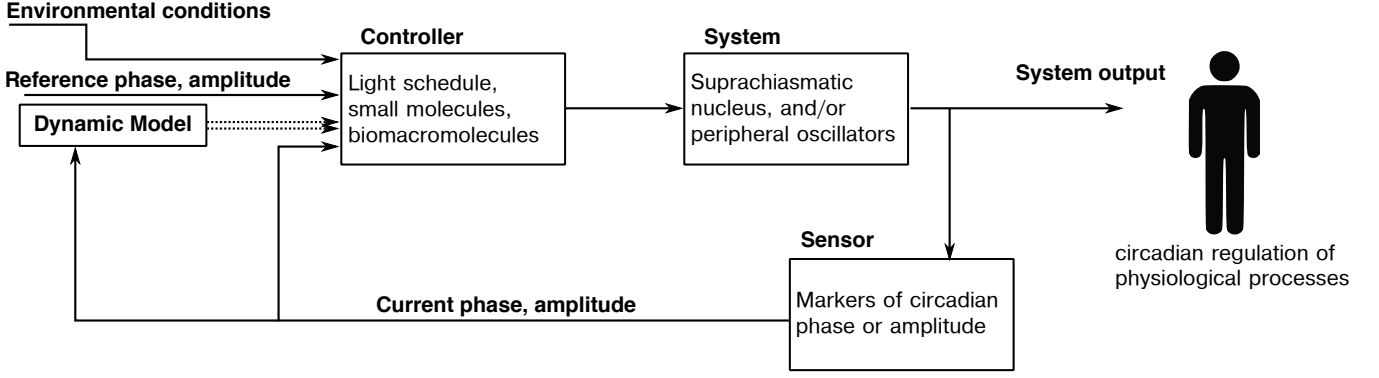 Environmental conditions
Controller
System
Reference phase, amplitude
Light schedule,
small molecules,
biomacromolecules
Suprachiasmatic
nucleus, and/or
peripheral oscillators
System output
Dynamic Model
Sensor
circadian regulation of
physiological processes
Current phase, amplitude
Markers of circadian
phase or amplitude